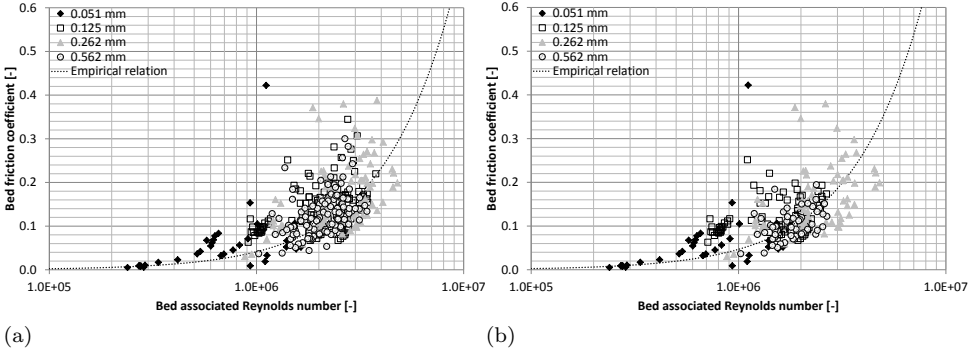 0.6
0.5
0.4
0.3
0.2
0.1
0.0
Bed friction coefficient [-]
0.051 mm
0.125 mm
0.262 mm
0.562 mm
Empirical relation
1.0E+05 1.0E+06 1.0E+07
Bed associated Reynolds number [-]
(a)
0.6
0.5
0.4
0.3
0.2
0.1
0.0
Bed friction coefficient [-]
0.051 mm
0.125 mm
0.262 mm
0.562 mm
Empirical relation
1.0E+05 1.0E+06 1.0E+07
Bed associated Reynolds number [-]
(b)